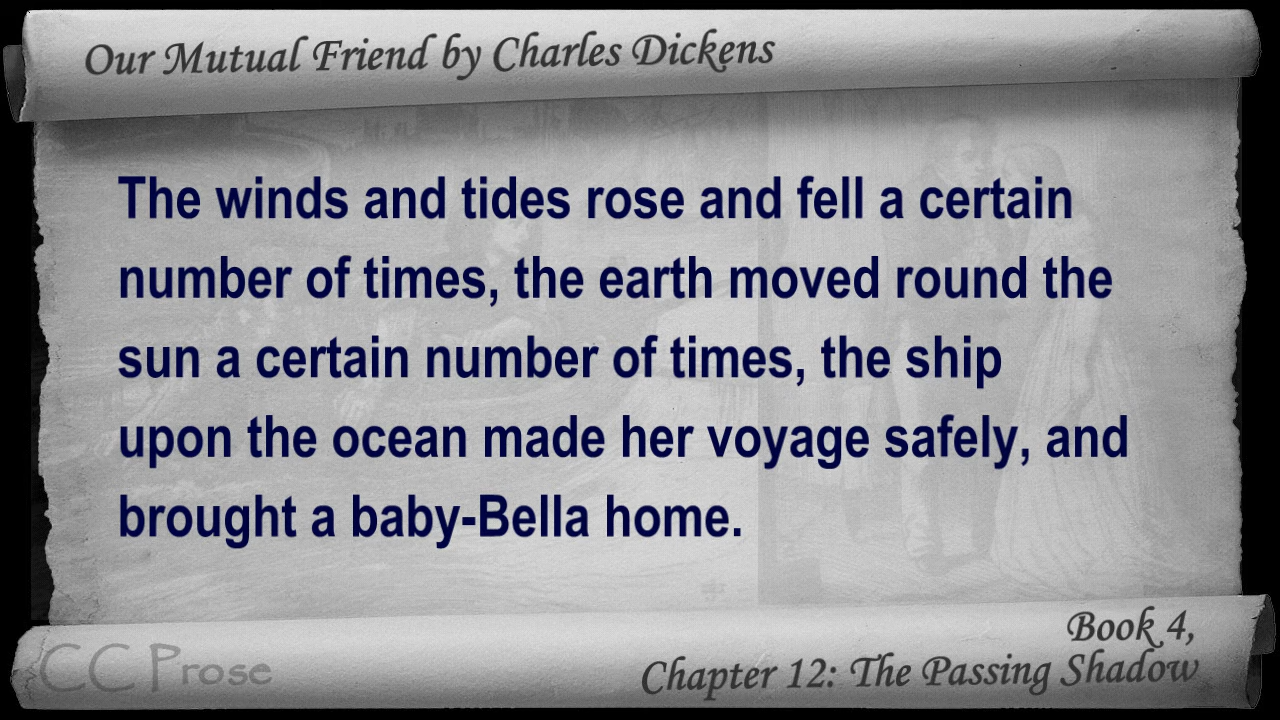 Our Mutual Friend by Charles Dickens
The winds and tides rose and fell a certain
number of times, the earth moved round the
sun a certain number of times, the ship
upon the ocean made her voyage safely, and
brought a baby-Bella home.
Book 4,
Chapter 12: The Passing Shadow
CC Prose